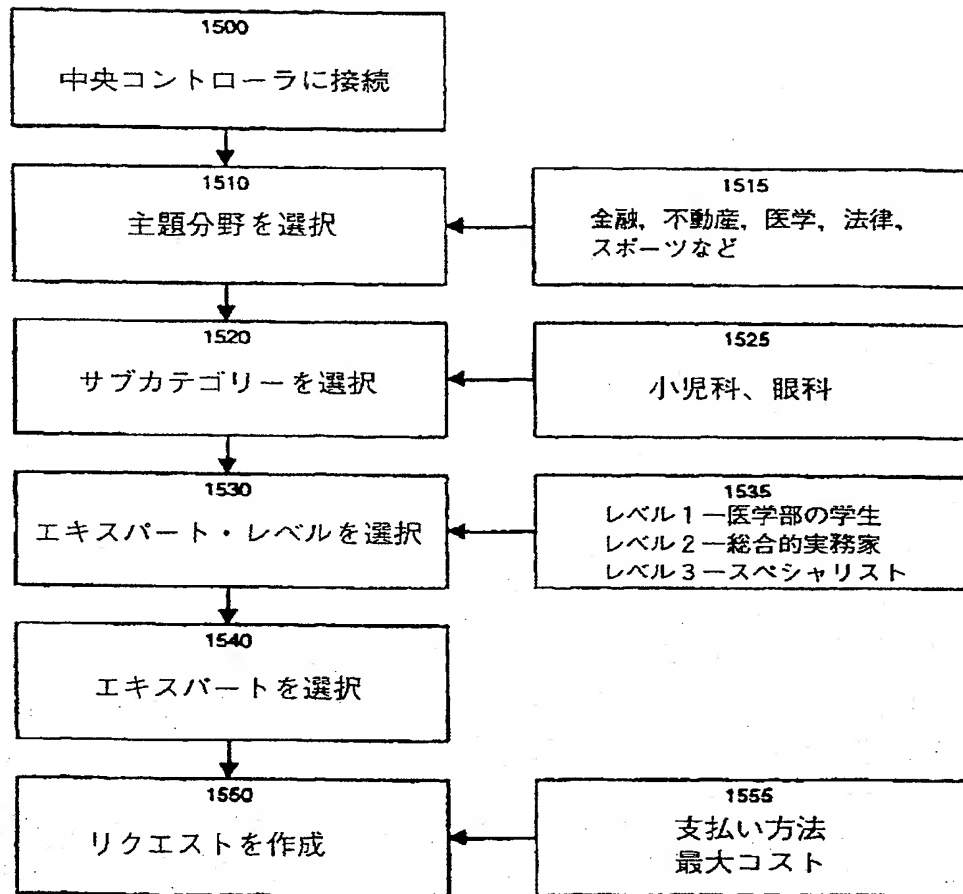 1500
中央コントローラに接続
1510
主題分野を選択
1515
金融，不動産，医学，法律，
スポーツなど
1520
サブカテゴリーを選択
1525
小児科、眼科
1530
エキスパート・レベルを選択
1535
レベル１―医学部の学生
レベル２―総合的実務家
レベル３―スペシャリスト
1540
エキスパートを選択
1550
リクエストを作成
1555
支払い方法
最大コスト